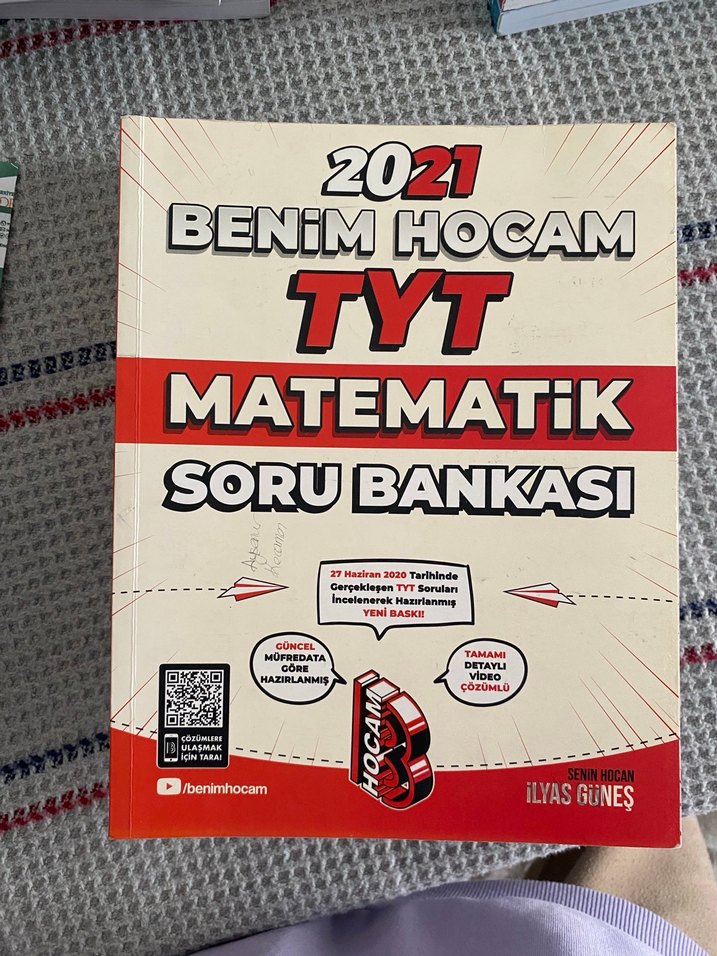 2021
BENİM HOCAM
TYT
MATEMATİK
SORU BANKASI
27 Haziran 2020 Tarihinde
Gerçekleşen TYT Soruları
İncelenerek Hazırlanmış
YENİ BASKI!
GÜNCEL
MÜFREDATA
GÖRE
HAZIRLANMIŞ
TAMAMI
DETAYLI
VİDEO
ÇÖZÜMLÜ
HOCAM
ÇÖZÜMLERE
ULAŞMAK
İÇİN TARA!
/benimhocam
SENİN HOCAN
İLYAS GÜNEŞ